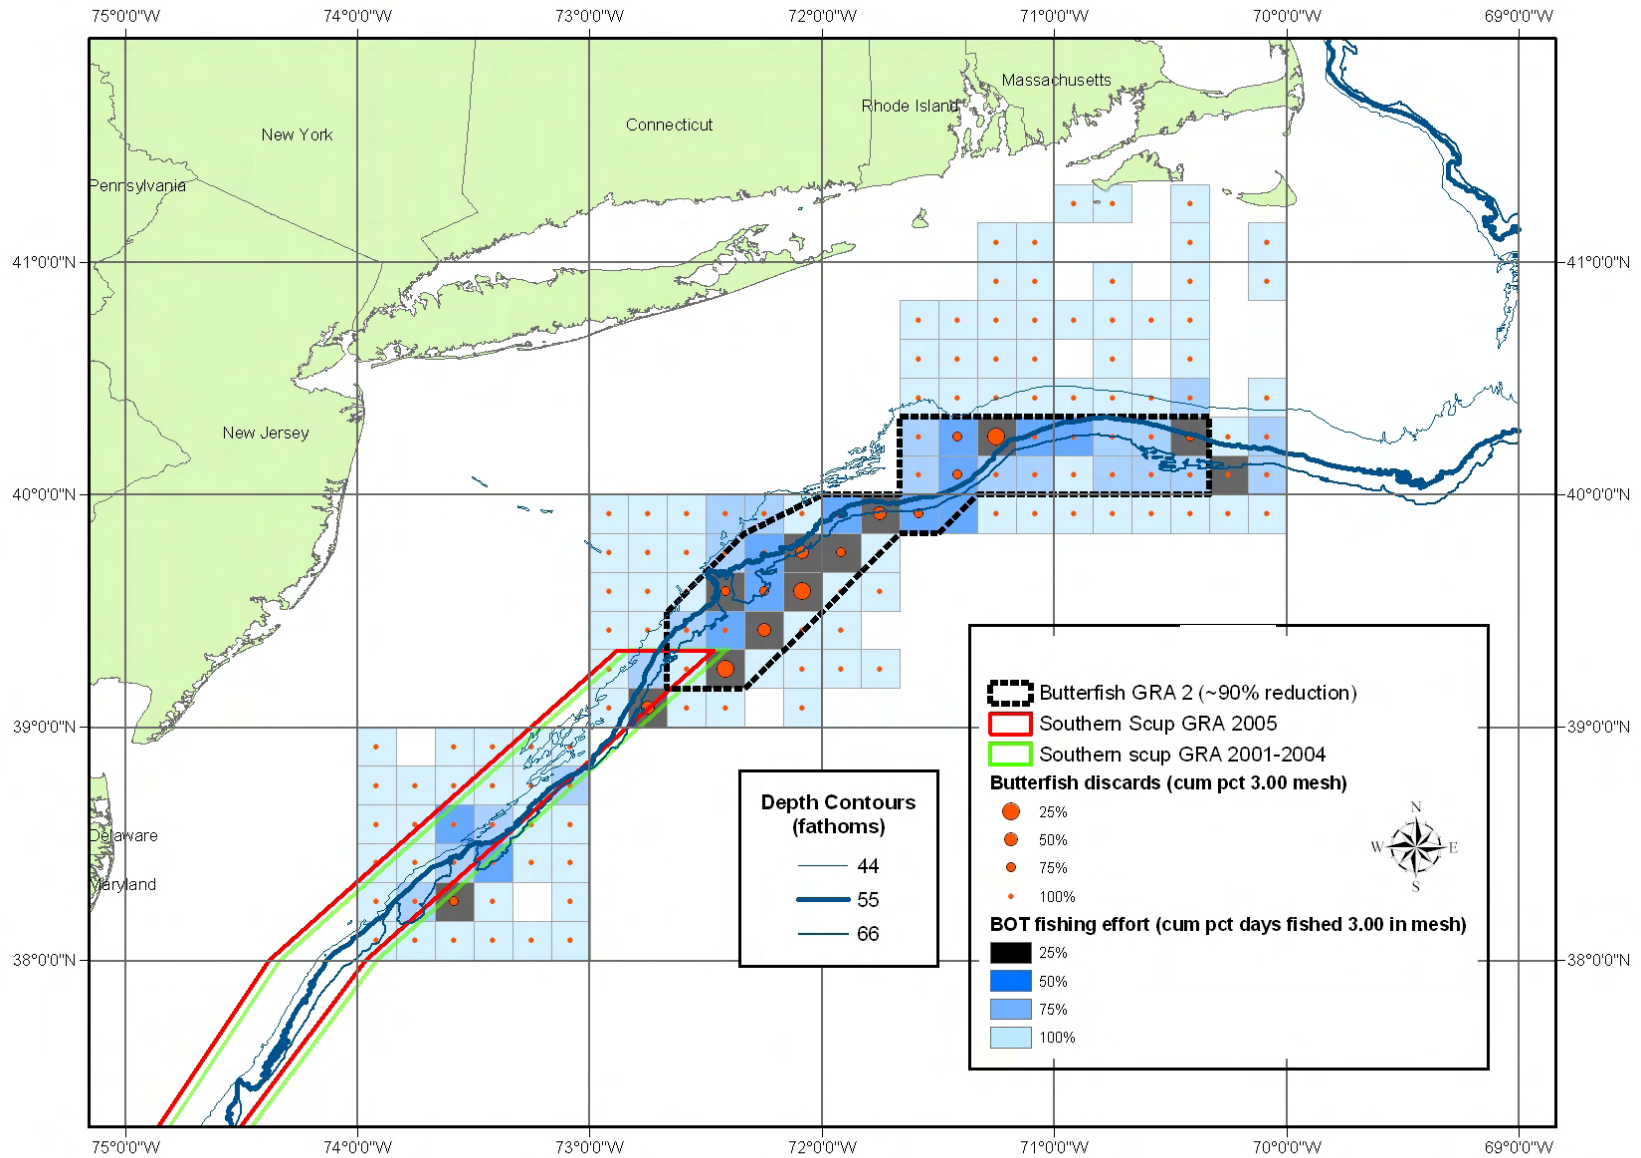 75°0'0"W 74°0'0"W 73°0'0"W 72°0'0"W 71°0'0"W 70°0'0"W 69°0'0"W
Massachusetts
Rhode Island
Connecticut
New York
Pennsylvania
41°0'0"N 41°0'0"N
New Jersey
40°0'0"N 40°0'0"N
39°0'0"N 39°0'0"N
Delaware
Maryland
38°0'0"N 38°0'0"N
Depth Contours
(fathoms)
44
55
66
Butterfish GRA 2 (~90% reduction)
Southern Scup GRA 2005
Southern scup GRA 2001-2004
Butterfish discards (cum pct 3.00 mesh)
25%
50%
75%
100%
BOT fishing effort (cum pct days fished 3.00 in mesh)
25%
50%
75%
100%
N
W E
S
75°0'0"W 74°0'0"W 73°0'0"W 72°0'0"W 71°0'0"W 70°0'0"W 69°0'0"W